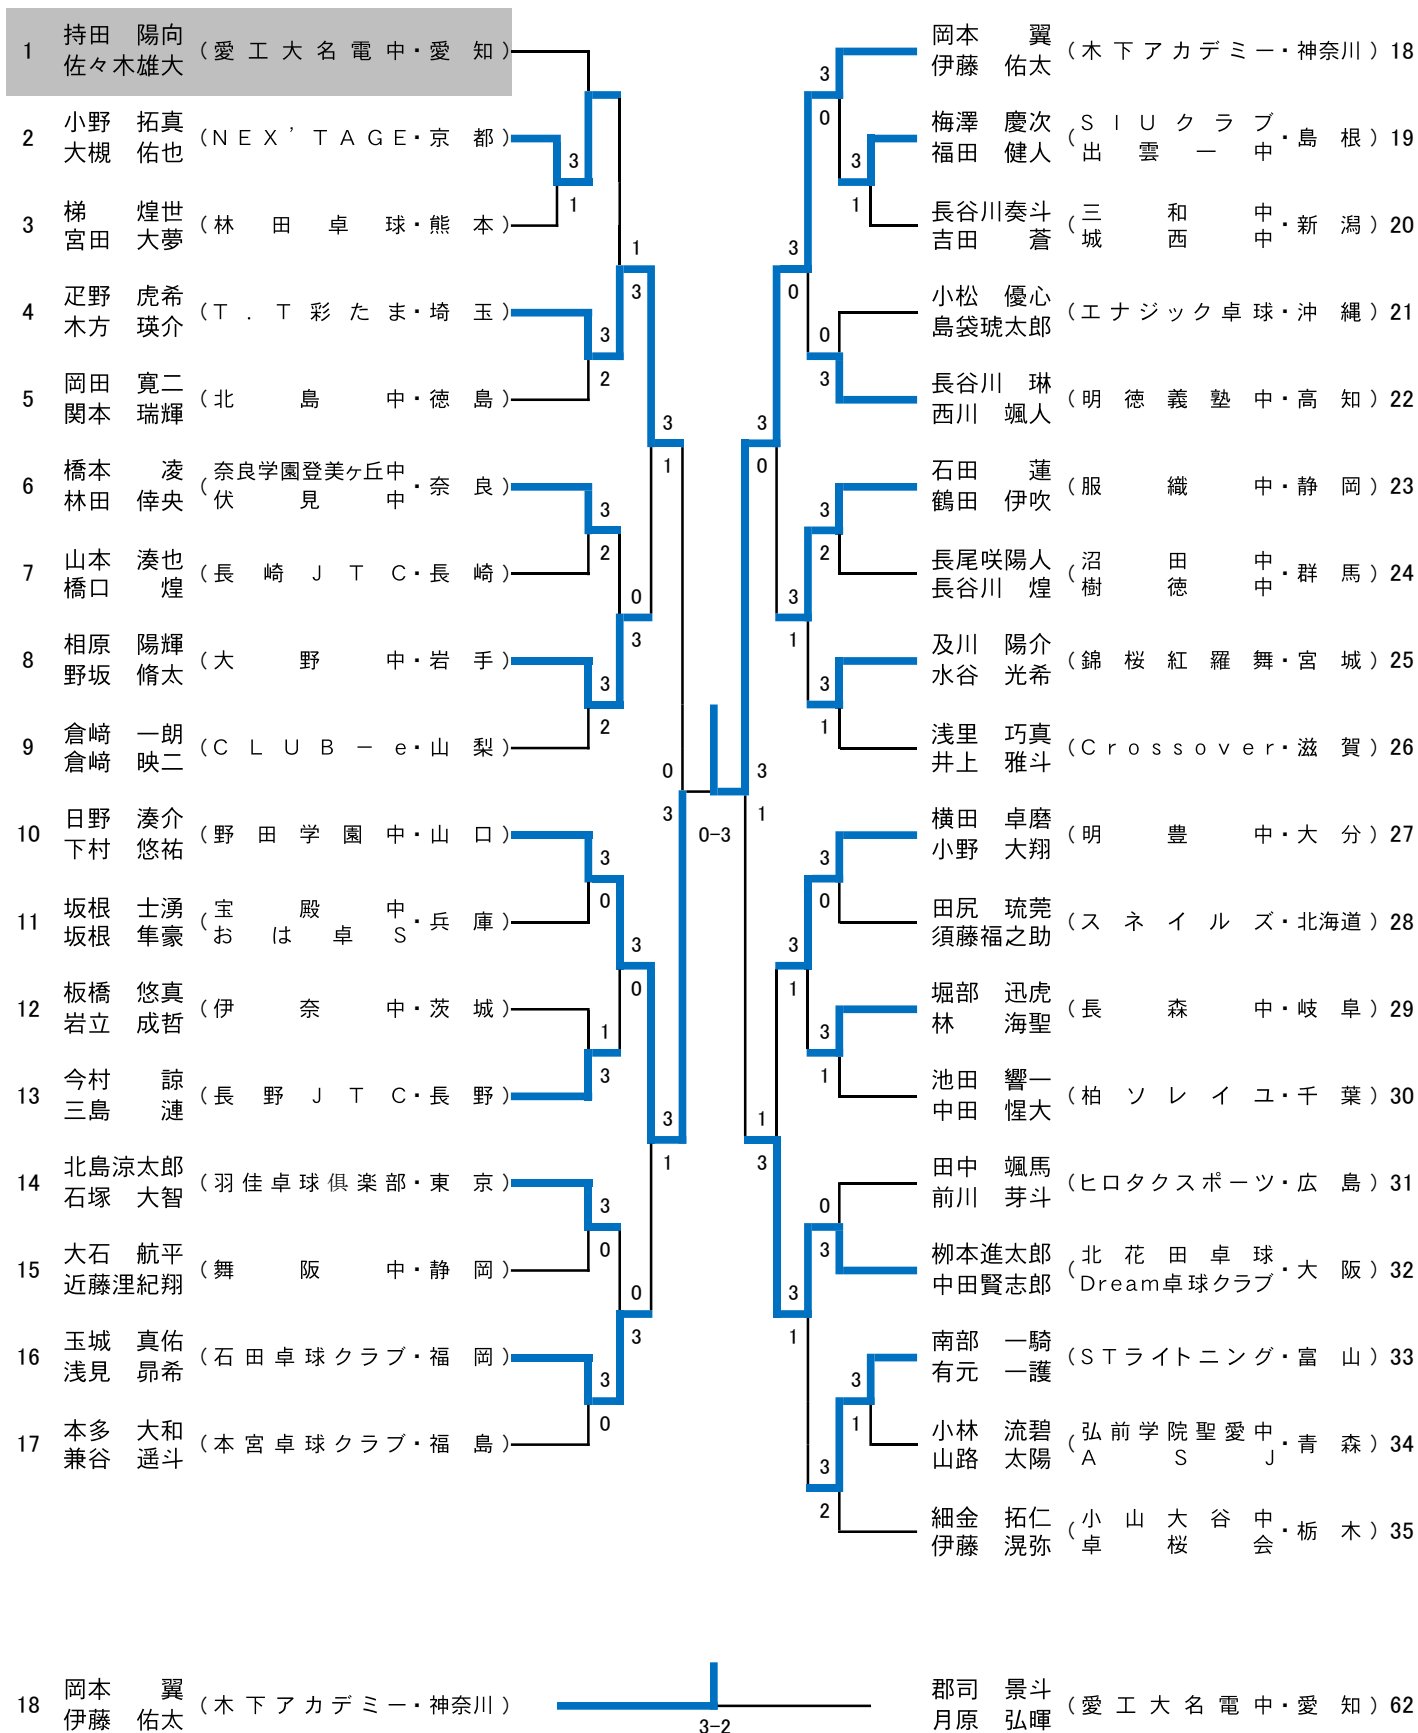 1 持田 陽向 佐々木雄大 (愛工大名電中・愛知)
2 小野 拓真 大槻 佑也 (NEX'TAGE・京都)
3 梯 煌世 宮田 大夢 (林田卓球・熊本)
4 疋野 虎希 木方 瑛介 (T.T彩たま・埼玉)
5 岡田 寛二 関本 瑞輝 (北島中・徳島)
6 橋本 凌 林田 倖央 (奈良学園登美ヶ丘中 伏見中・奈良)
7 山本 湊也 橋口 煌 (長崎JTC・長崎)
8 相原 陽輝 野坂 脩太 (大野中・岩手)
9 倉﨑 一朗 倉﨑 映二 (CLUB－e・山梨)
10 日野 湊介 下村 悠祐 (野田学園中・山口)
11 坂根 士湧 坂根 隼豪 (宝殿中 おは卓S・兵庫)
12 板橋 悠真 岩立 成哲 (伊奈中・茨城)
13 今村 諒 三島 漣 (長野JTC・長野)
14 北島涼太郎 石塚 大智 (羽佳卓球倶楽部・東京)
15 大石 航平 近藤浬紀翔 (舞阪中・静岡)
16 玉城 真佑 浅見 昴希 (石田卓球クラブ・福岡)
17 本多 大和 兼谷 遥斗 (本宮卓球クラブ・福島)
3
1
1
3
3
2
3
1
3
2
0
3
3
2
0
3
3
0
3
0
1
3
3
1
3
0
0
3
3
0
0-3
岡本 翼 伊藤 佑太 (木下アカデミー・神奈川) 18
梅澤 慶次 福田 健人 (SIUクラブ 出雲一中・島根) 19
長谷川奏斗 吉田 蒼 (三和中 城西中・新潟) 20
小松 優心 島袋琥太郎 (エナジック卓球・沖縄) 21
長谷川 琳 西川 颯人 (明徳義塾中・高知) 22
石田 蓮 鶴田 伊吹 (服織中・静岡) 23
長尾咲陽人 長谷川 煌 (沼田中 樹徳中・群馬) 24
及川 陽介 水谷 光希 (錦桜紅羅舞・宮城) 25
浅里 巧真 井上 雅斗 (Crossover・滋賀) 26
横田 卓磨 小野 大翔 (明豊中・大分) 27
田尻 琉莞 須藤福之助 (スネイルズ・北海道) 28
堀部 迅虎 林 海聖 (長森中・岐阜) 29
池田 響一 中田 惺大 (柏ソレイユ・千葉) 30
田中 颯馬 前川 芽斗 (ヒロタクスポーツ・広島) 31
栁本進太郎 中田賢志郎 (北花田卓球 Dream卓球クラブ・大阪) 32
南部 一騎 有元 一護 (STライトニング・富山) 33
小林 流碧 山路 太陽 (弘前学院聖愛中 ASJ・青森) 34
細金 拓仁 伊藤 滉弥 (小山大谷中 卓桜会・栃木) 35
3
0
3
1
3
0
0
3
3
0
3
2
3
1
3
1
3
1
3
0
3
1
3
1
1
3
0
3
3
1
3
1
3
2
18 岡本 翼 伊藤 佑太 (木下アカデミー・神奈川)
3-2
郡司 景斗 月原 弘暉 (愛工大名電中・愛知) 62